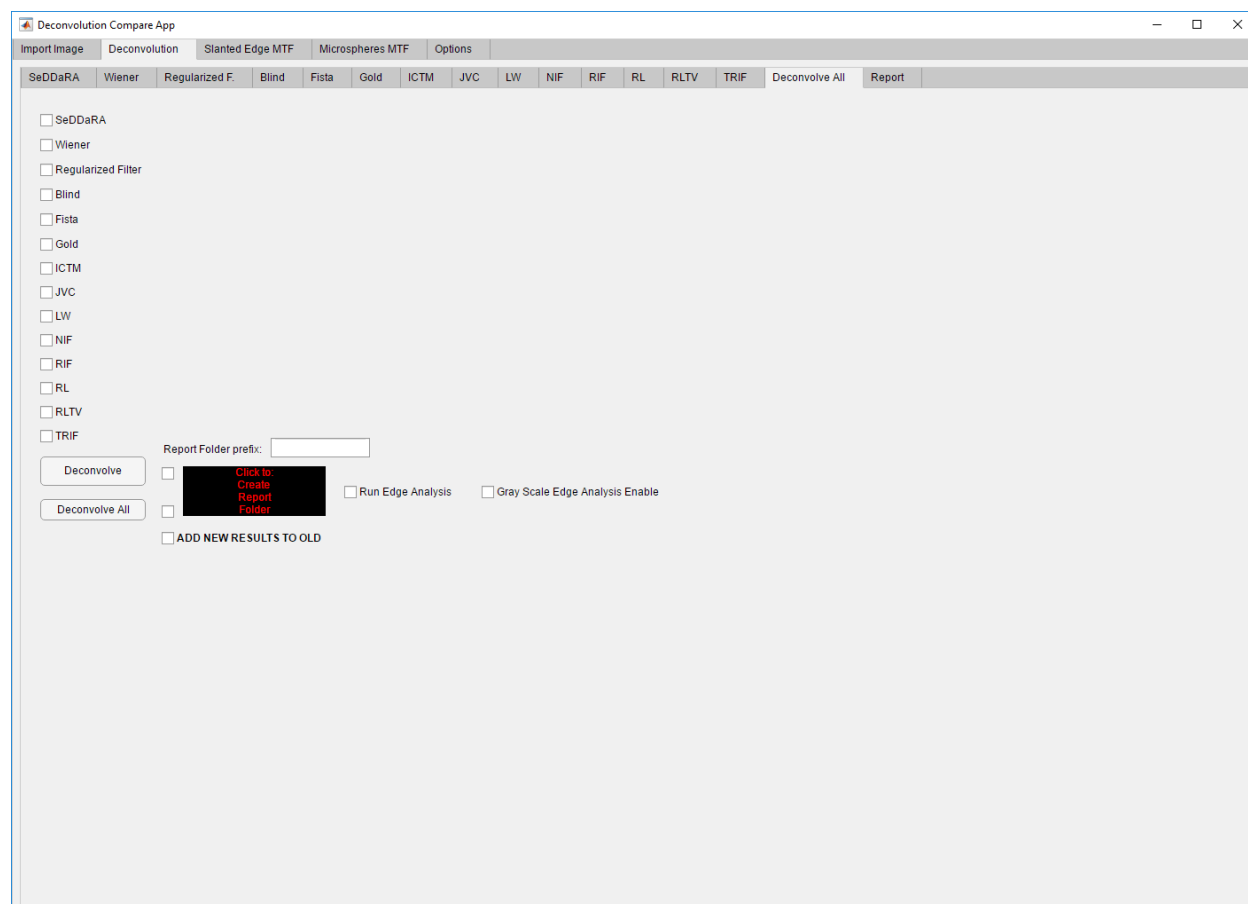 Deconvolution Compare App
Import Image Deconvolution Slanted Edge MTF Microspheres MTF Options
SeDDaRA Wiener Regularized F. Blind Fista Gold ICTM JVC LW NIF RIF RL RLTV TRIF Deconvolve All Report
SeDDaRA
Wiener
Regularized Filter
Blind
Fista
Gold
ICTM
JVC
LW
NIF
RIF
RL
RLTV
TRIF
Report Folder prefix:
Deconvolve
Click to
Create
Report
Folder
Run Edge Analysis Gray Scale Edge Analysis Enable
Deconvolve All
ADD NEW RESULTS TO OLD